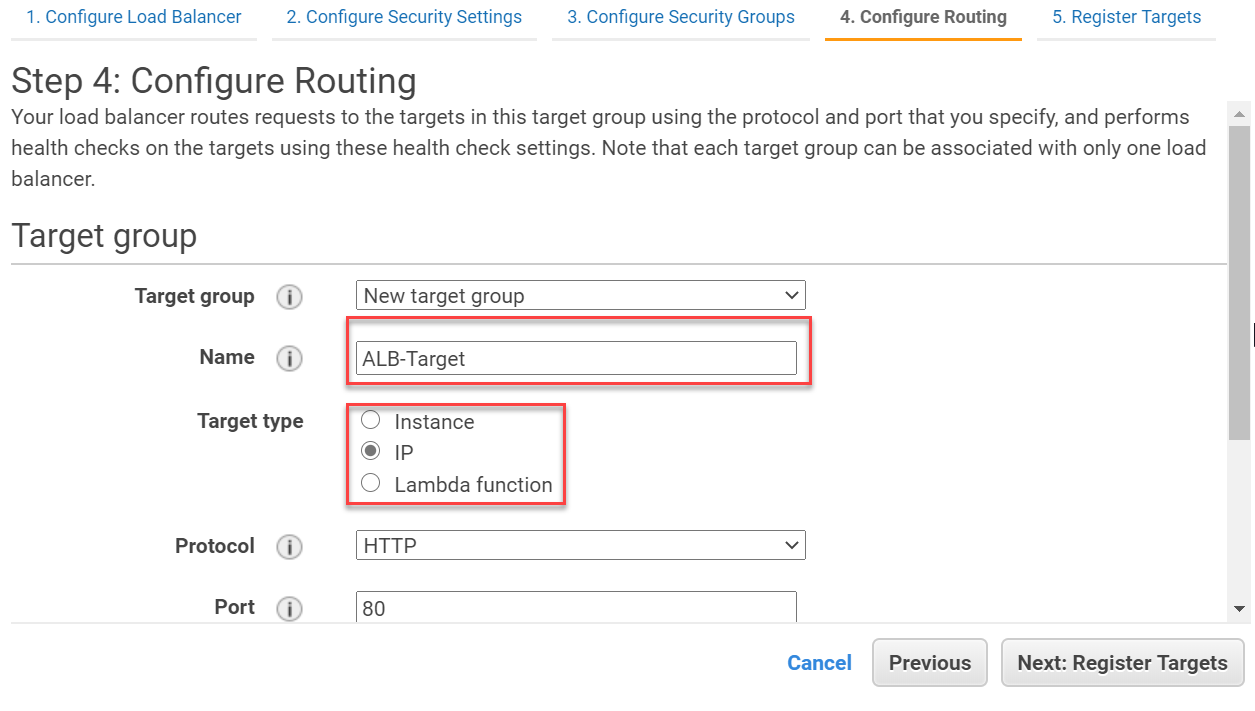 1. Configure Load Balancer 2. Configure Security Settings 3. Configure Security Groups 4. Configure Routing 5. Register Targets
Step 4: Configure Routing
Your load balancer routes requests to the targets in this target group using the protocol and port that you specify, and performs
health checks on the targets using these health check settings. Note that each target group can be associated with only one load
balancer.
Target group
Target group i New target group
Name i ALB-Target
Target type Instance
IP
Lambda function
Protocol i HTTP
Port i 80
Cancel Previous Next: Register Targets